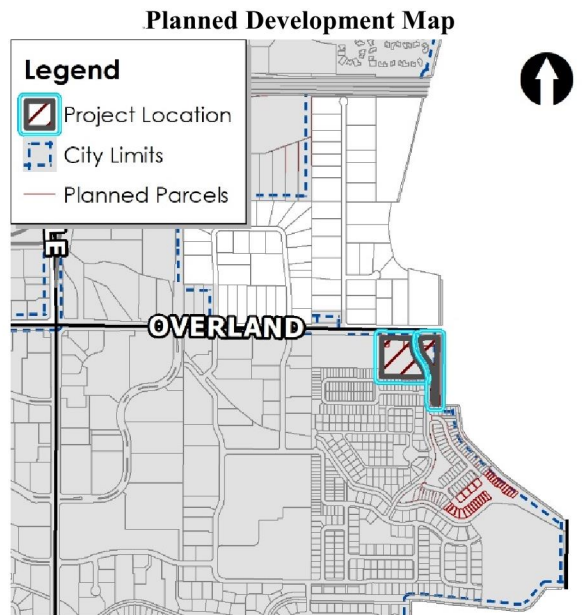 Planned Development Map
Legend
Project Location
City Limits
Planned Parcels
OVERLAND